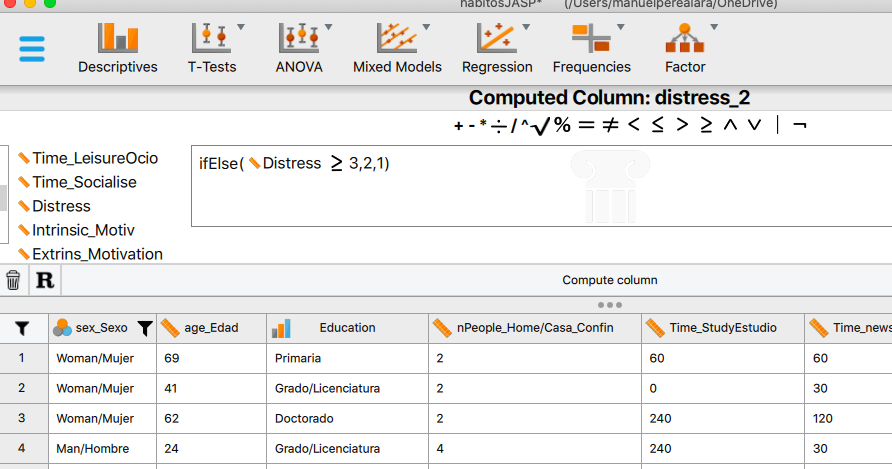 habitosJASP* (/Users/manuelperealara/OneDrive)
Descriptives T-Tests ANOVA Mixed Models Regression Frequencies Factor
Computed Column: distress_2
+ - * ÷ / ^ √ % = ≠ < ≤ > ≥ ∧ ∨ | ¬
Time_LeisureOcio
Time_Socialise
Distress
Intrinsic_Motiv
Extrins_Motivation
ifElse( Distress ≥ 3,2,1)
R Compute column
sex_Sexo age_Edad Education nPeople_Home/Casa_Confin Time_StudyEstudio Time_news
1 Woman/Mujer 69 Primaria 2 60 60
2 Woman/Mujer 41 Grado/Licenciatura 2 0 30
3 Woman/Mujer 62 Doctorado 2 240 120
4 Man/Hombre 24 Grado/Licenciatura 4 240 30